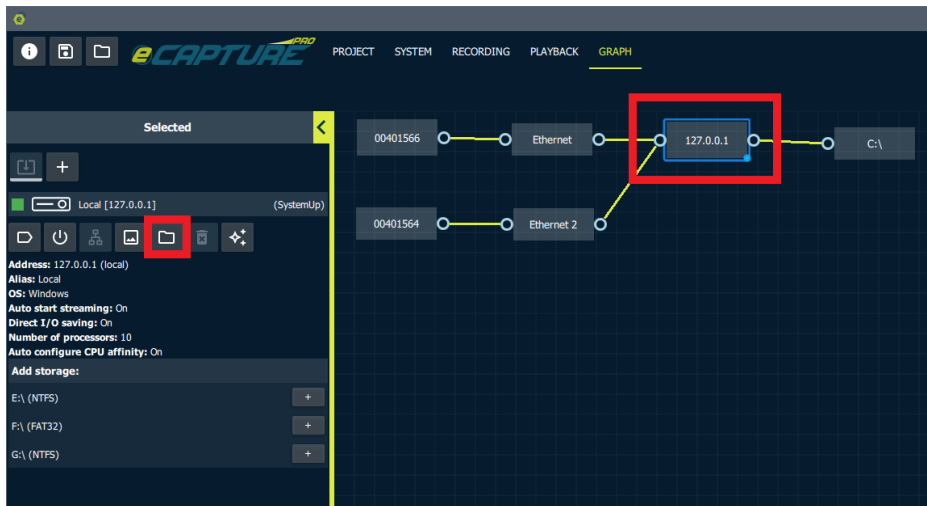 e
eCAPTURE PRO
PROJECT SYSTEM RECORDING PLAYBACK GRAPH
Selected
Local [127.0.0.1] (SystemUp)
Address: 127.0.0.1 (local)
Alias: Local
OS: Windows
Auto start streaming: On
Direct I/O saving: On
Number of processors: 10
Auto configure CPU affinity: On
Add storage:
E:\ (NTFS) +
F:\ (FAT32) +
G:\ (NTFS) +
00401566 Ethernet 127.0.0.1 C:\
00401564 Ethernet 2